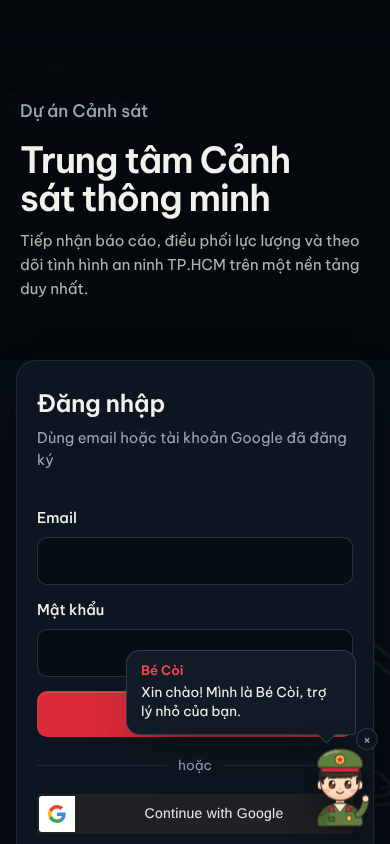 Dự án Cảnh sát
Trung tâm Cảnh
sát thông minh
Tiếp nhận báo cáo, điều phối lực lượng và theo
dõi tình hình an ninh TP.HCM trên một nền tảng
duy nhất.
Đăng nhập
Dùng email hoặc tài khoản Google đã đăng
ký
Email
Mật khẩu
Bé Còi
Xin chào! Mình là Bé Còi, trợ
lý nhỏ của bạn.
×
hoặc
Continue with Google